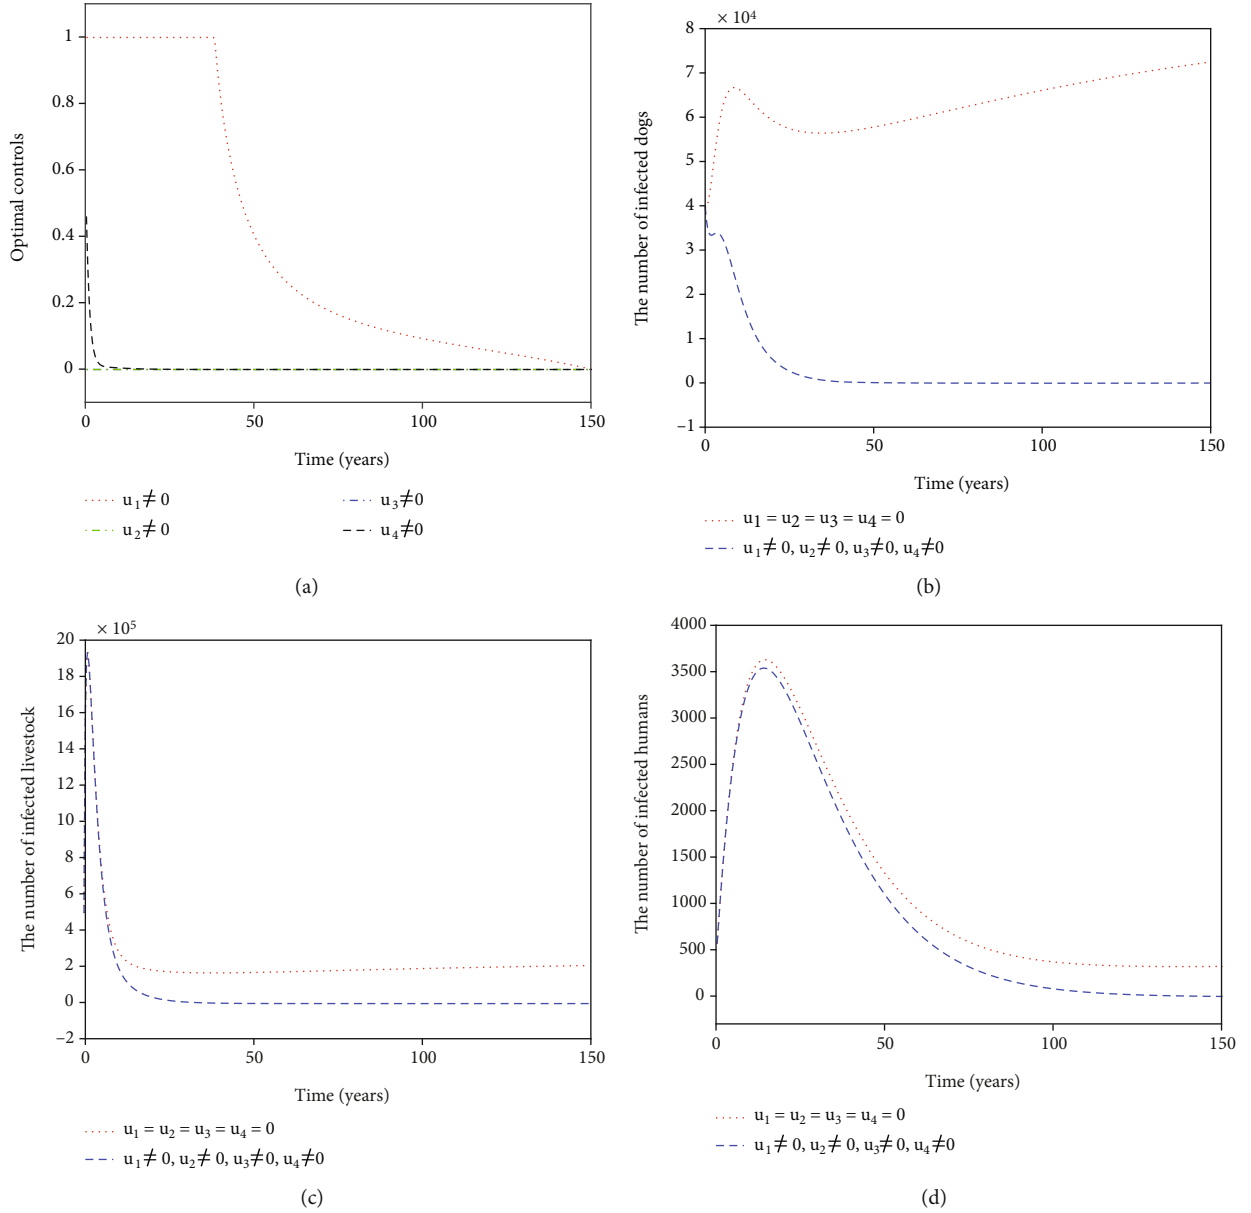 1
0.8
0.6
0.4
0.2
0
Optimal controls
0 50 100 150
Time (years)
u₁≠ 0 u₃≠0
u₂≠ 0 u₄≠0
(a)
× 10⁴
8
7
6
5
4
3
2
1
0
–1
The number of infected dogs
0 50 100 150
Time (years)
u₁ = u₂ = u₃ = u₄ = 0
u₁≠ 0, u₂≠ 0, u₃≠0, u₄≠0
(b)
× 10⁵
20
18
16
14
12
10
8
6
4
2
0
–2
The number of infected livestock
0 50 100 150
Time (years)
u₁ = u₂ = u₃ = u₄ = 0
u₁≠ 0, u₂≠ 0, u₃≠0, u₄≠0
(c)
4000
3500
3000
2500
2000
1500
1000
500
0
The number of infected humans
0 50 100 150
Time (years)
u₁ = u₂ = u₃ = u₄ = 0
u₁≠ 0, u₂≠ 0, u₃≠0, u₄≠0
(d)